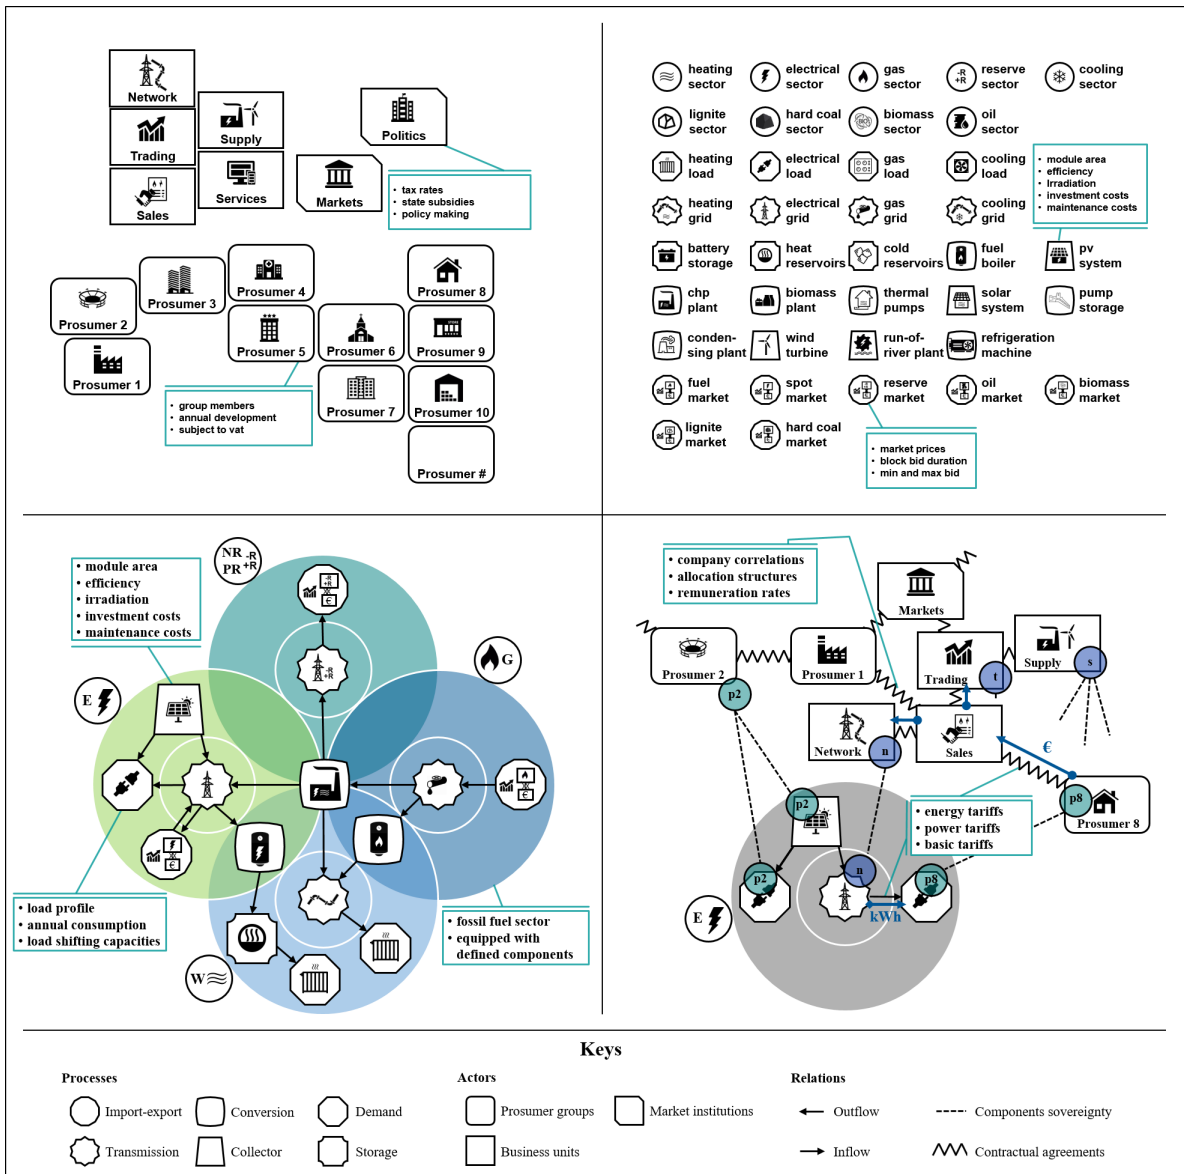 Network
Trading
Sales
Supply
Services
Politics
Markets
• tax rates
• state subsidies
• policy making
Prosumer 1
Prosumer 2
Prosumer 3
Prosumer 4
Prosumer 5
Prosumer 6
Prosumer 7
Prosumer 8
Prosumer 9
Prosumer 10
Prosumer #
• group members
• annual development
• subject to vat
heating
sector
electrical
sector
gas
sector
-R
+R
reserve
sector
cooling
sector
lignite
sector
hard coal
sector
BIO
biomass
sector
oil
sector
heating
load
electrical
load
gas
load
cooling
load
• module area
• efficiency
• Irradiation
• investment costs
• maintenance costs
heating
grid
electrical
grid
gas
grid
cooling
grid
battery
storage
heat
reservoirs
cold
reservoirs
fuel
boiler
pv
system
chp
plant
biomass
plant
thermal
pumps
solar
system
pump
storage
conden-
sing plant
wind
turbine
run-of-
river plant
refrigeration
machine
fuel
market
spot
market
reserve
market
oil
market
biomass
market
lignite
market
hard coal
market
• market prices
• block bid duration
• min and max bid
• module area
• efficiency
• irradiation
• investment costs
• maintenance costs
NR -R
PR +R
-R
+R
€
+R
G
E
€
€
W
• load profile
• annual consumption
• load shifting capacities
• fossil fuel sector
• equipped with
defined components
• company correlations
• allocation structures
• remuneration rates
Markets
Prosumer 2
p2
Prosumer 1
Trading
t
Supply
s
Network
n
Sales
€
p8
Prosumer 8
• energy tariffs
• power tariffs
• basic tariffs
p2
p2
n
p8
kWh
E
Keys
Processes
Import-export
Conversion
Demand
Transmission
Collector
Storage
Actors
Prosumer groups
Market institutions
Business units
Relations
Outflow
Components sovereignty
Inflow
Contractual agreements